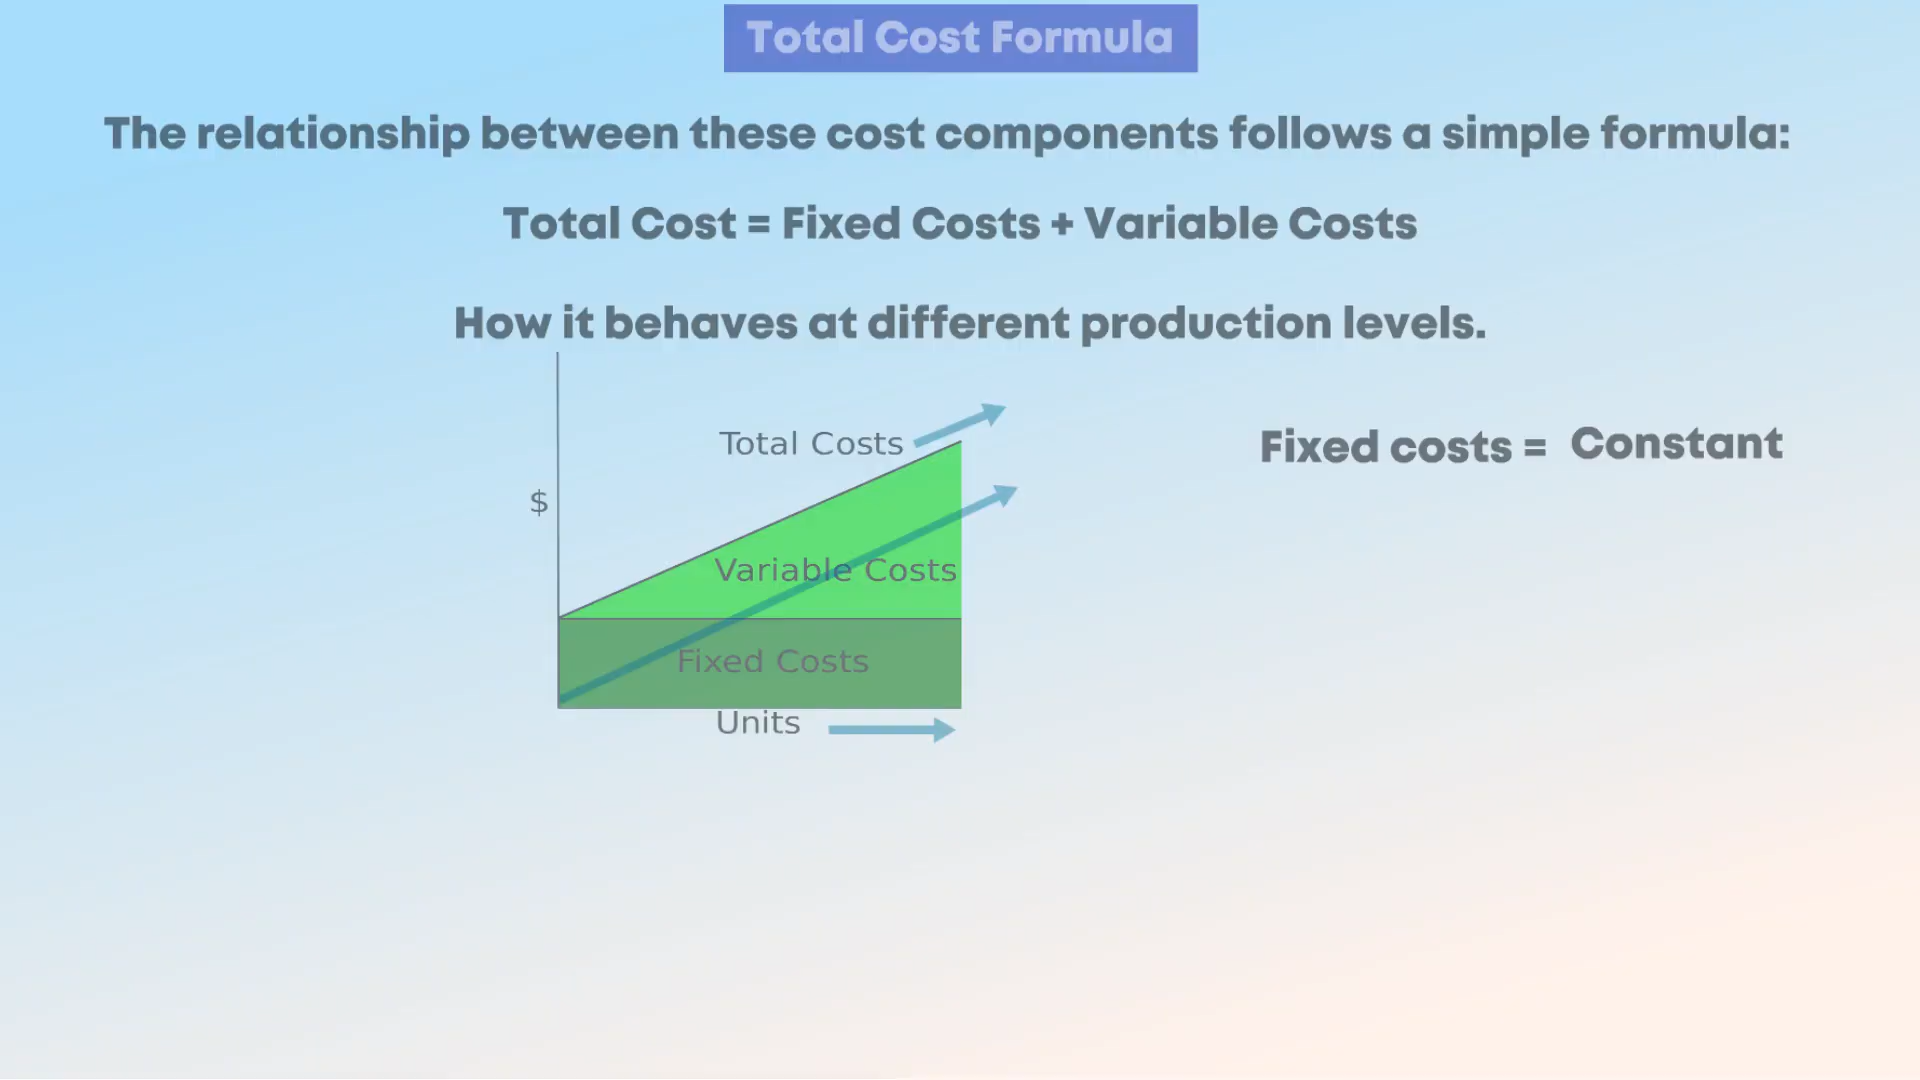 Total Cost Formula
The relationship between these cost components follows a simple formula:
Total Cost = Fixed Costs + Variable Costs
How it behaves at different production levels.
Total Costs
Fixed costs = Constant
$
Variable Costs
Fixed Costs
Units